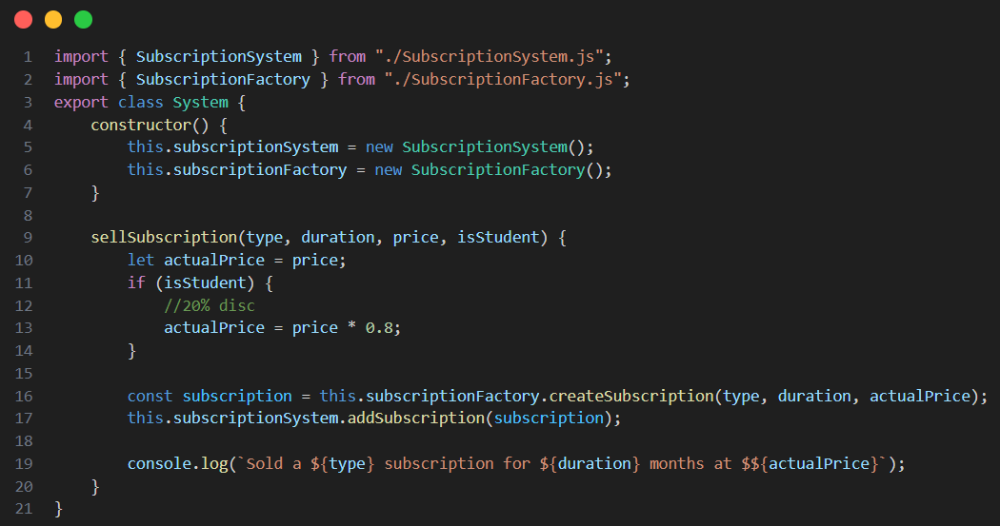 1 import { SubscriptionSystem } from "./SubscriptionSystem.js";
2 import { SubscriptionFactory } from "./SubscriptionFactory.js";
3 export class System {
4     constructor() {
5         this.subscriptionSystem = new SubscriptionSystem();
6         this.subscriptionFactory = new SubscriptionFactory();
7     }
8
9     sellSubscription(type, duration, price, isStudent) {
10         let actualPrice = price;
11         if (isStudent) {
12             //20% disc
13             actualPrice = price * 0.8;
14         }
15
16         const subscription = this.subscriptionFactory.createSubscription(type, duration, actualPrice);
17         this.subscriptionSystem.addSubscription(subscription);
18
19         console.log(`Sold a ${type} subscription for ${duration} months at $${actualPrice}`);
20     }
21 }